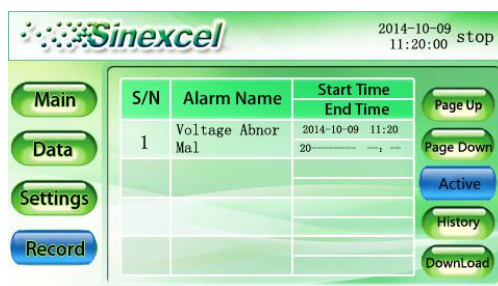 Sinexcel
2014-10-09
11:20:00
stop
Main
Data
Settings
Record
S/N
Alarm Name
Start Time
End Time
1
Voltage Abnor
Mal
2014-10-09 11:20
20-------- --: --
Page Up
Page Down
Active
History
DownLoad